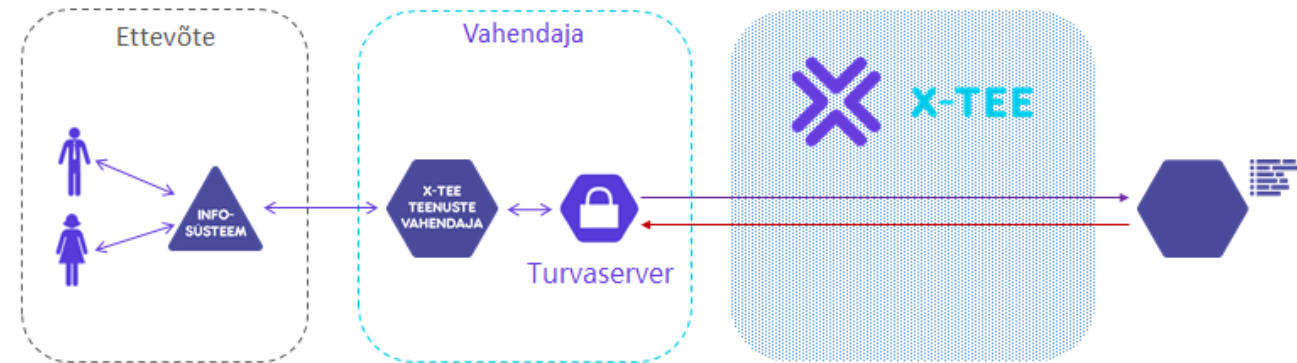 Ettevõte
Vahendaja
X-TEE
INFO-
SÜSTEEM
X-TEE
TEENUSTE
VAHENDAJA
Turvaserver